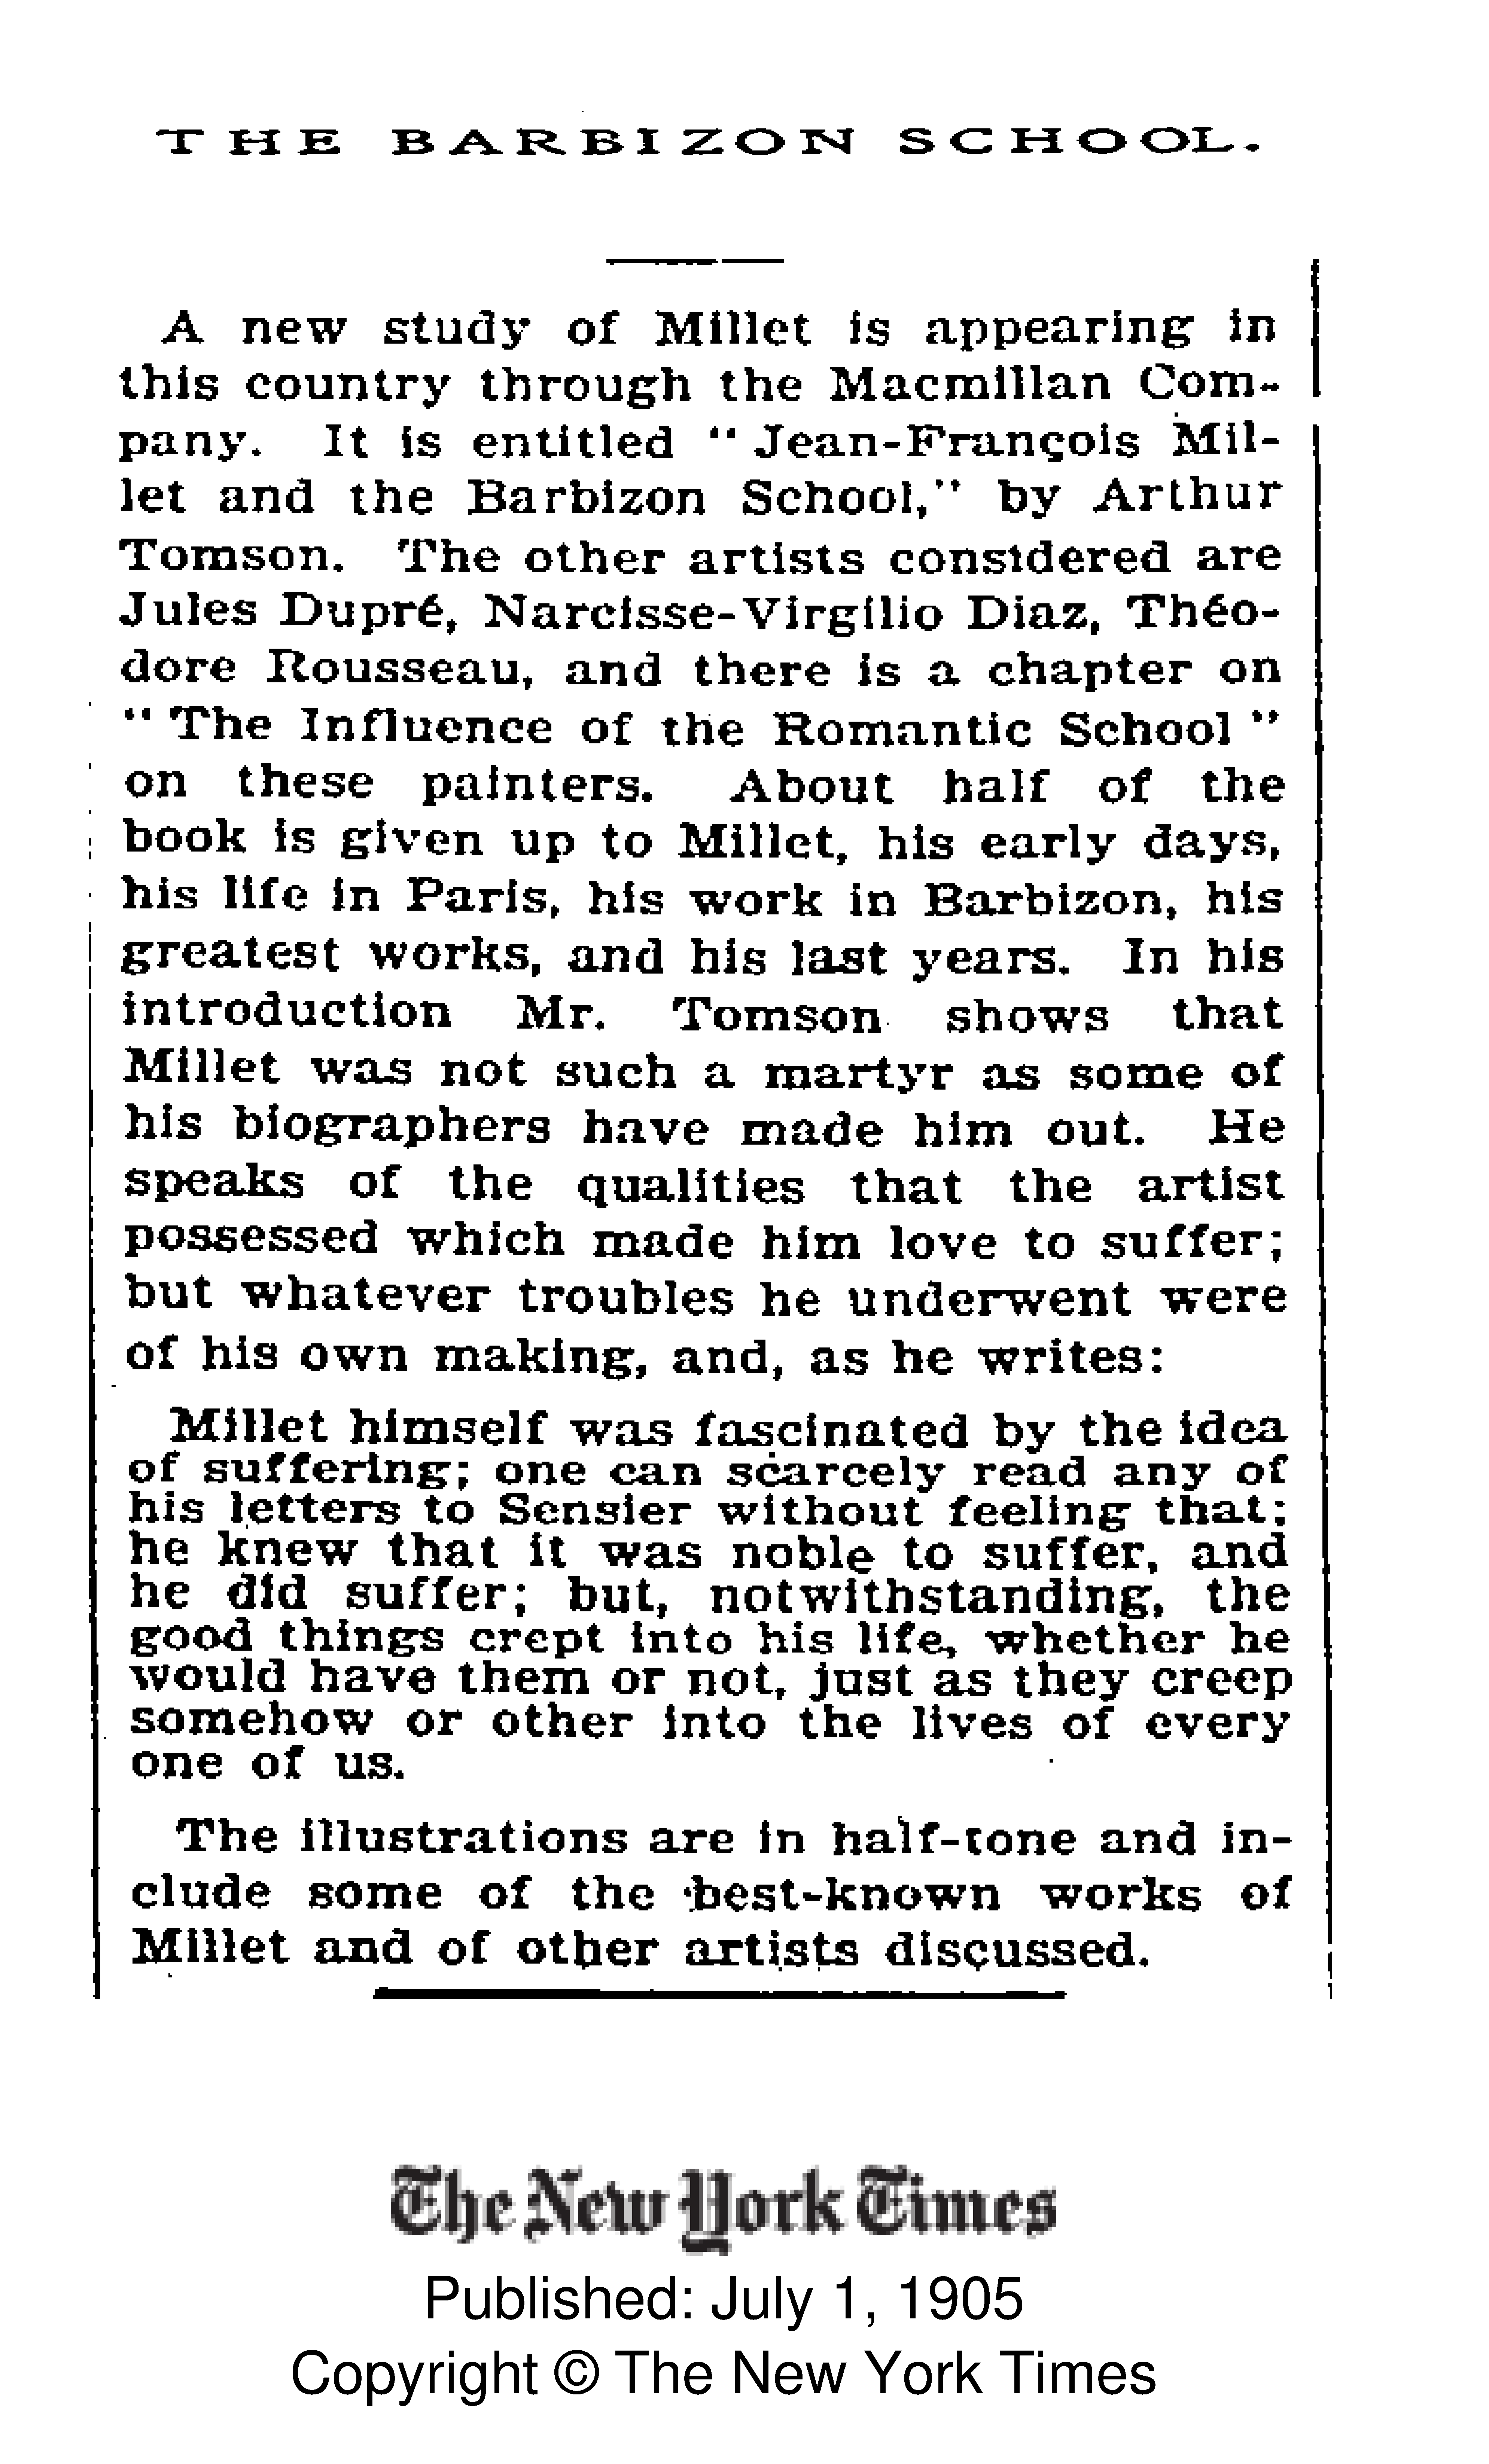 THE BARBIZON SCHOOL.
A new study of Millet is appearing in
this country through the Macmillan Com-
pany. It is entitled "Jean-François Mil-
let and the Barbizon School," by Arthur
Tomson. The other artists considered are
Jules Dupré, Narcisse-Virgilio Diaz, Théo-
dore Rousseau, and there is a chapter on
"The Influence of the Romantic School"
on these painters. About half of the
book is given up to Millet, his early days,
his life in Paris, his work in Barbizon, his
greatest works, and his last years. In his
introduction Mr. Tomson shows that
Millet was not such a martyr as some of
his biographers have made him out. He
speaks of the qualities that the artist
possessed which made him love to suffer;
but whatever troubles he underwent were
of his own making, and, as he writes:
Millet himself was fascinated by the idea
of suffering; one can scarcely read any of
his letters to Sensier without feeling that;
he knew that it was noble to suffer, and
he did suffer; but, notwithstanding, the
good things crept into his life, whether he
would have them or not, just as they creep
somehow or other into the lives of every
one of us.
The illustrations are in half-tone and in-
clude some of the best-known works of
Millet and of other artists discussed.
The New York Times
Published: July 1, 1905
Copyright © The New York Times